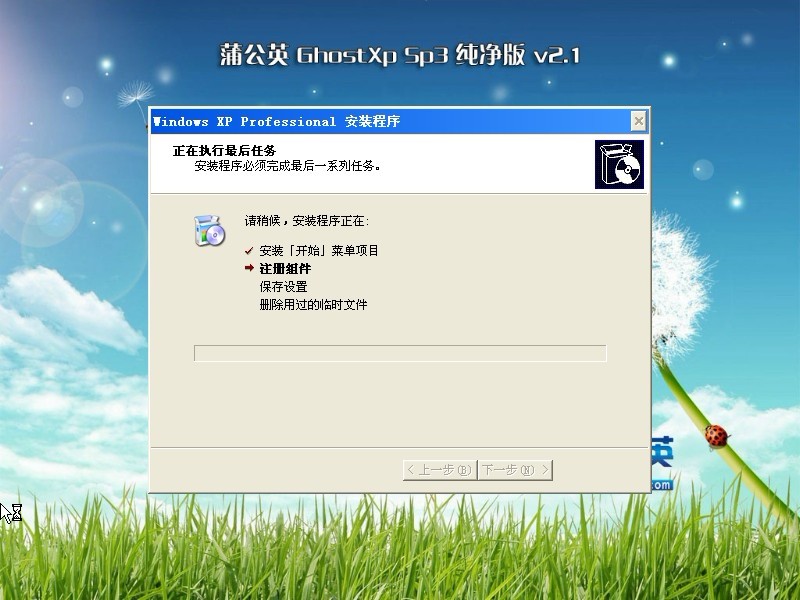 蒲公英 GhostXp Sp3 纯净版 v2.1
Windows XP Professional 安装程序
正在执行最后任务
安装程序必须完成最后一系列任务。
请稍候，安装程序正在:
安装「开始」菜单项目
注册组件
保存设置
删除用过的临时文件
英
.com
< 上一步(B) 下一步(N) >